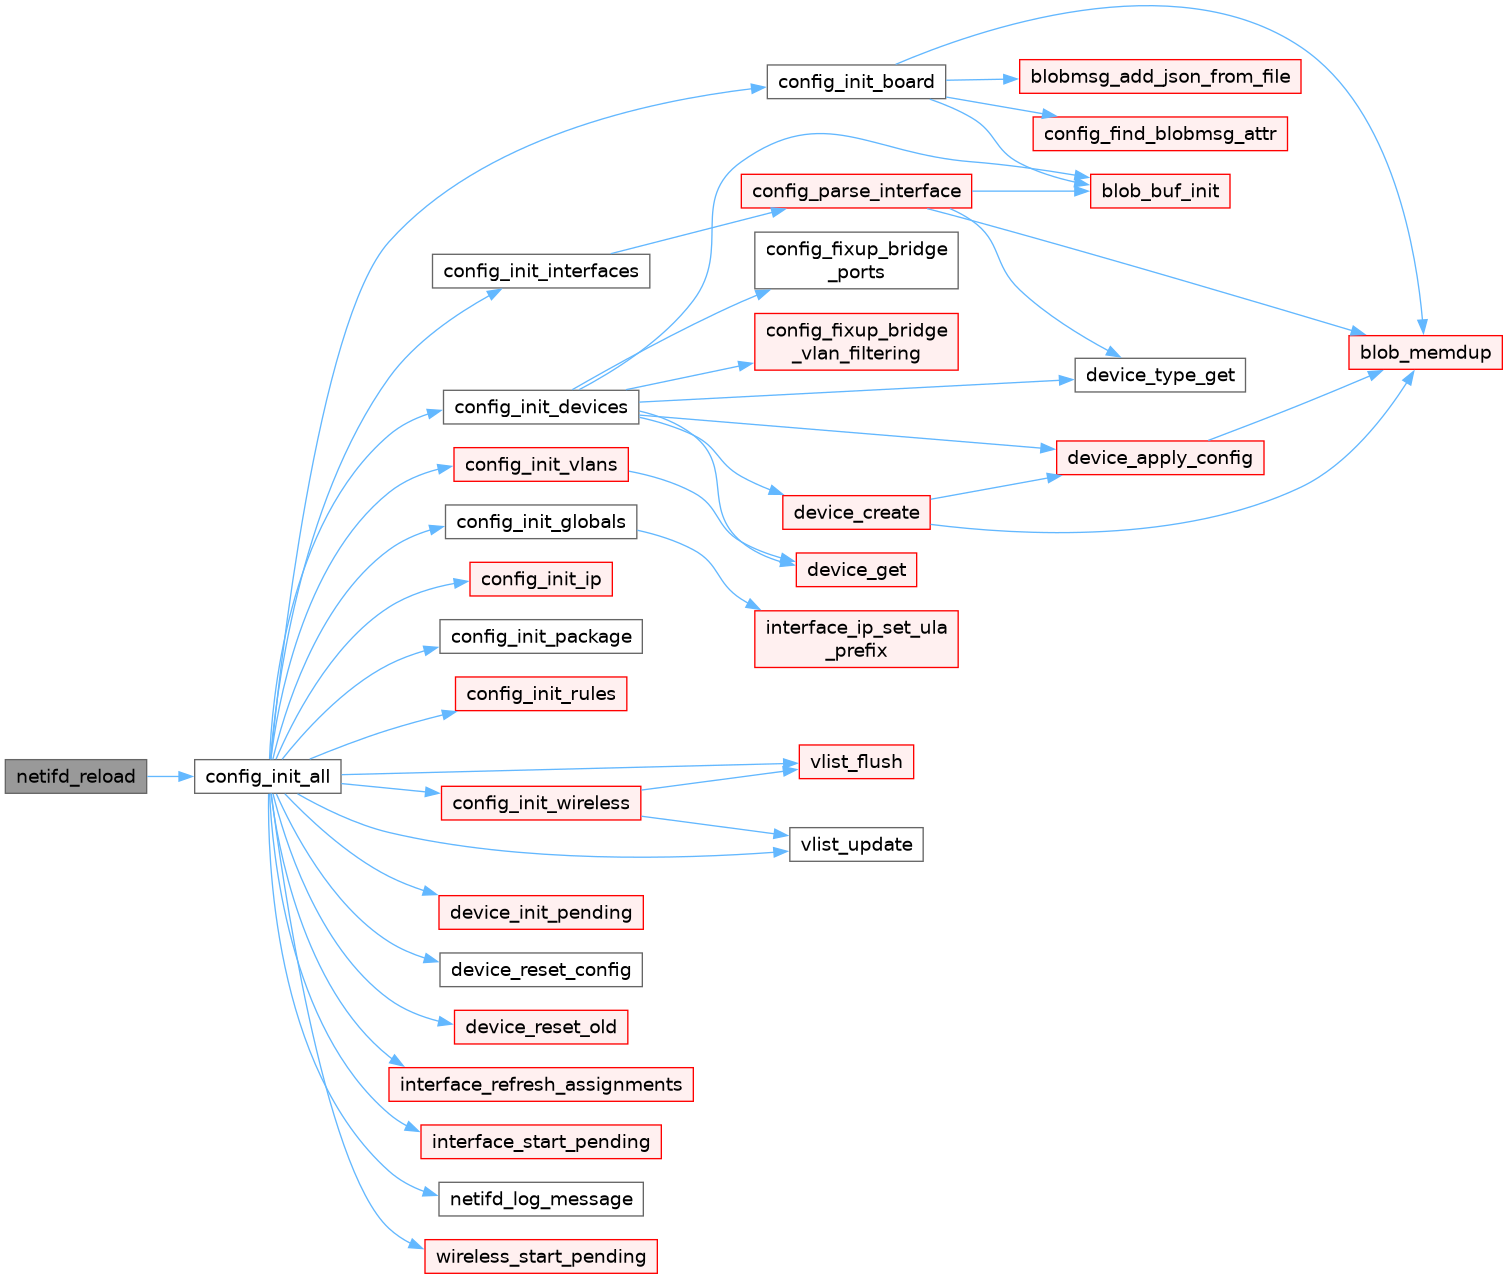 config_init_board
blobmsg_add_json_from_file
config_find_blobmsg_attr
config_parse_interface
blob_buf_init
config_fixup_bridge
_ports
config_init_interfaces
config_fixup_bridge
_vlan_filtering
blob_memdup
device_type_get
config_init_devices
device_apply_config
config_init_vlans
device_create
config_init_globals
device_get
config_init_ip
interface_ip_set_ula
_prefix
config_init_package
config_init_rules
vlist_flush
netifd_reload
config_init_all
config_init_wireless
vlist_update
device_init_pending
device_reset_config
device_reset_old
interface_refresh_assignments
interface_start_pending
netifd_log_message
wireless_start_pending